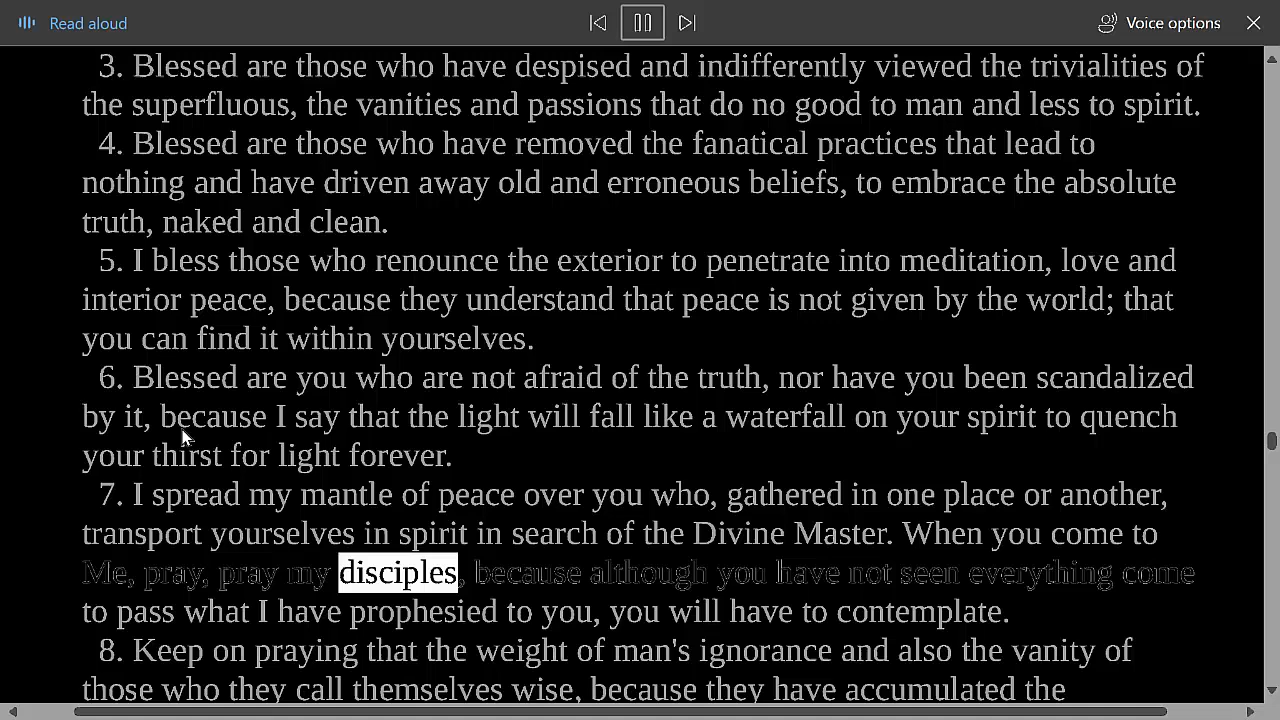 Read aloud
Voice options
3. Blessed are those who have despised and indifferently viewed the trivialities of
the superfluous, the vanities and passions that do no good to man and less to spirit.
4. Blessed are those who have removed the fanatical practices that lead to
nothing and have driven away old and erroneous beliefs, to embrace the absolute
truth, naked and clean.
5. I bless those who renounce the exterior to penetrate into meditation, love and
interior peace, because they understand that peace is not given by the world; that
you can find it within yourselves.
6. Blessed are you who are not afraid of the truth, nor have you been scandalized
by it, because I say that the light will fall like a waterfall on your spirit to quench
your thirst for light forever.
7. I spread my mantle of peace over you who, gathered in one place or another,
transport yourselves in spirit in search of the Divine Master. When you come to
Me, pray, pray my disciples, because although you have not seen everything come
to pass what I have prophesied to you, you will have to contemplate.
8. Keep on praying that the weight of man's ignorance and also the vanity of
those who they call themselves wise, because they have accumulated the